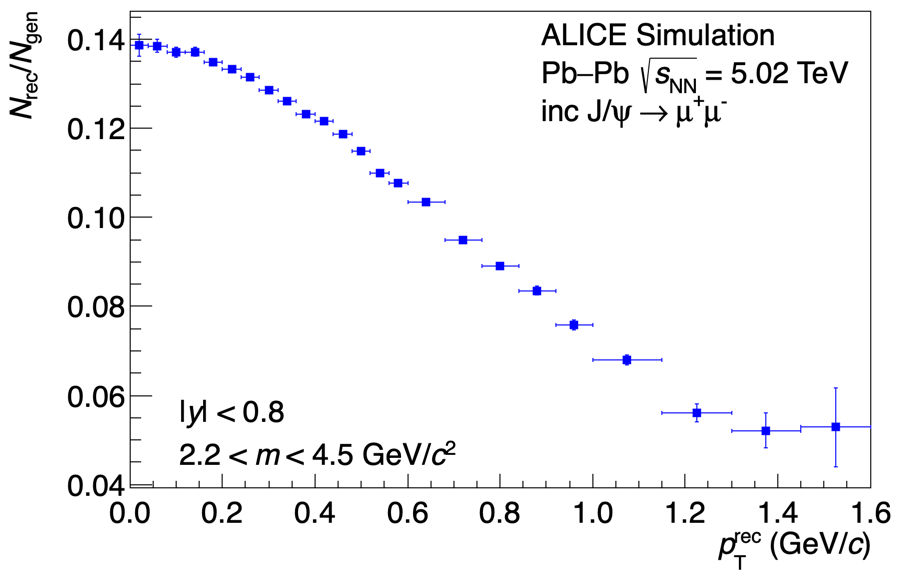 N_rec/N_gen
0.14
0.12
0.10
0.08
0.06
0.04
ALICE Simulation
Pb–Pb √s_NN = 5.02 TeV
inc J/ψ → μ⁺μ⁻
|y| < 0.8
2.2 < m < 4.5 GeV/c²
0.0 0.2 0.4 0.6 0.8 1.0 1.2 1.4 1.6
p_T^rec (GeV/c)